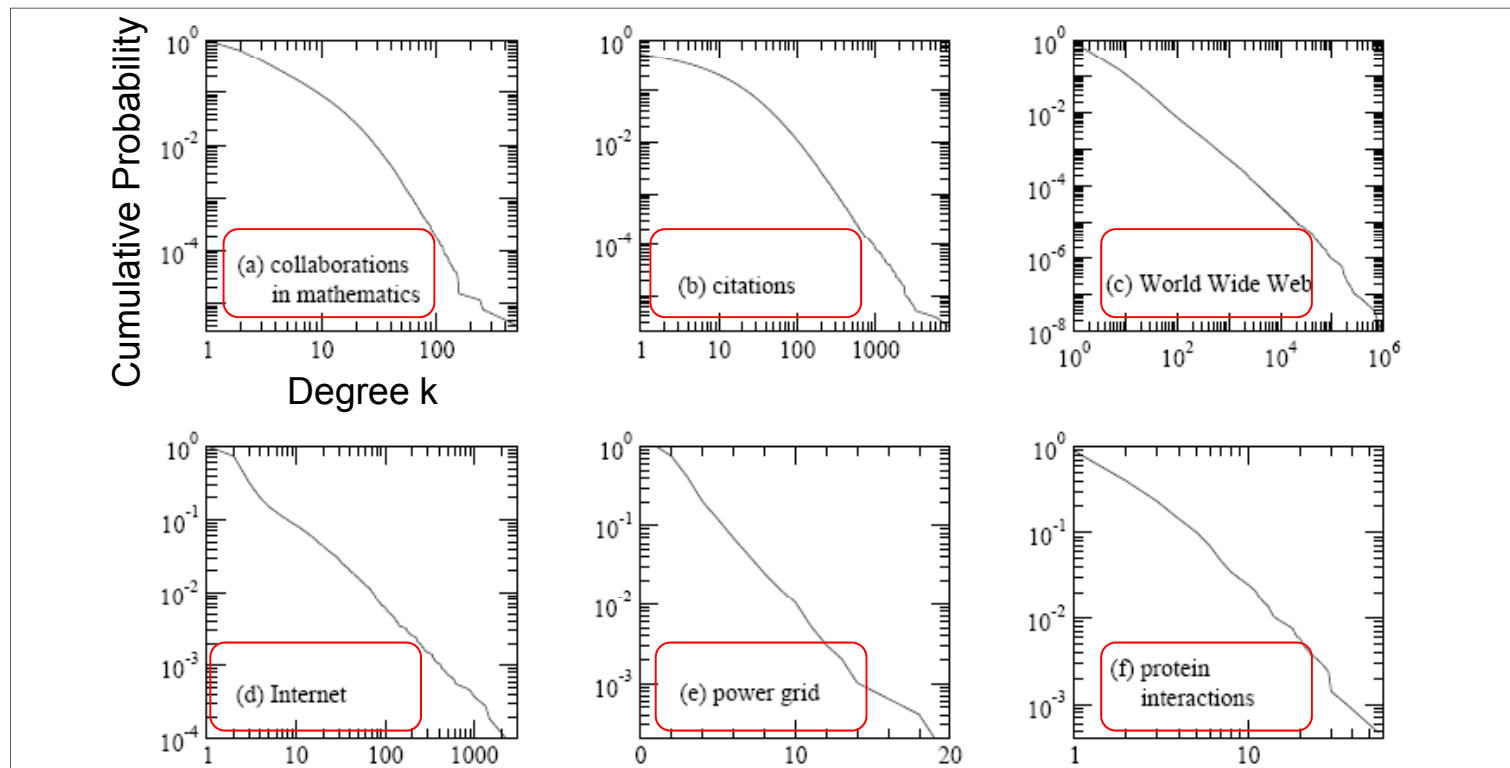 Cumulative Probability
10^0
10^-2
10^-4
(a) collaborations
in mathematics
1 10 100
Degree k
10^0
10^-2
10^-4
(b) citations
1 10 100 1000
10^0
10^-2
10^-4
10^-6
10^-8
(c) World Wide Web
10^0 10^2 10^4 10^6
10^0
10^-1
10^-2
10^-3
10^-4
(d) Internet
1 10 100 1000
10^0
10^-1
10^-2
10^-3
(e) power grid
0 10 20
10^0
10^-1
10^-2
10^-3
(f) protein
interactions
1 10